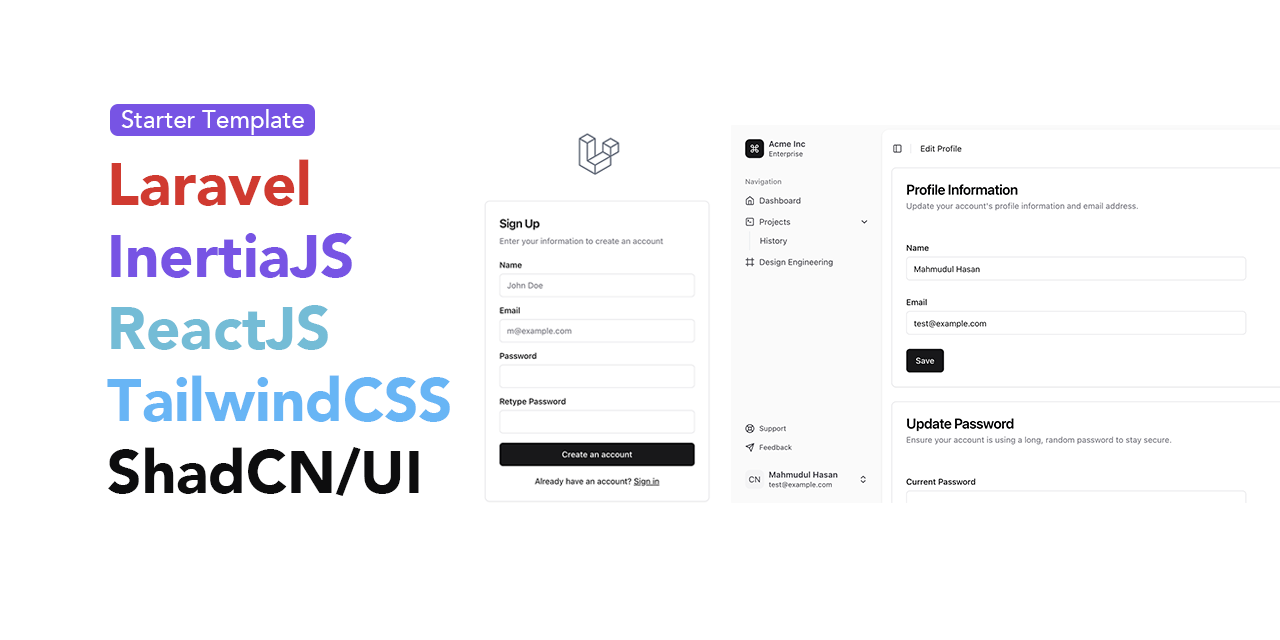 Starter Template
Laravel
InertiaJS
ReactJS
TailwindCSS
ShadCN/UI
Sign Up
Enter your information to create an account
Name
John Doe
Email
m@example.com
Password
Retype Password
Create an account
Already have an account? Sign in
Acme Inc
Enterprise
Navigation
Dashboard
Projects
History
Design Engineering
Support
Feedback
CN
Mahmudul Hasan
test@example.com
Edit Profile
Profile Information
Update your account's profile information and email address.
Name
Mahmudul Hasan
Email
test@example.com
Save
Update Password
Ensure your account is using a long, random password to stay secure.
Current Password